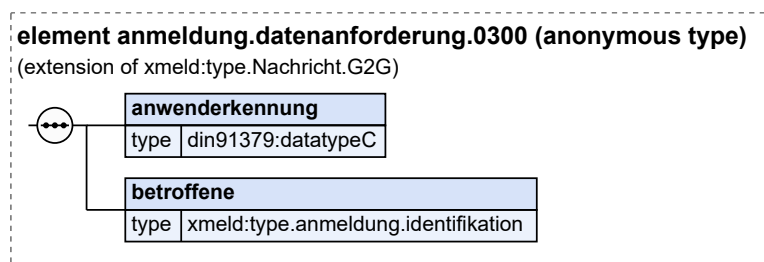 element anmeldung.datenanforderung.0300 (anonymous type)
(extension of xmeld:type.Nachricht.G2G)
anwenderkennung
type din91379:datatypeC
betroffene
type xmeld:type.anmeldung.identifikation